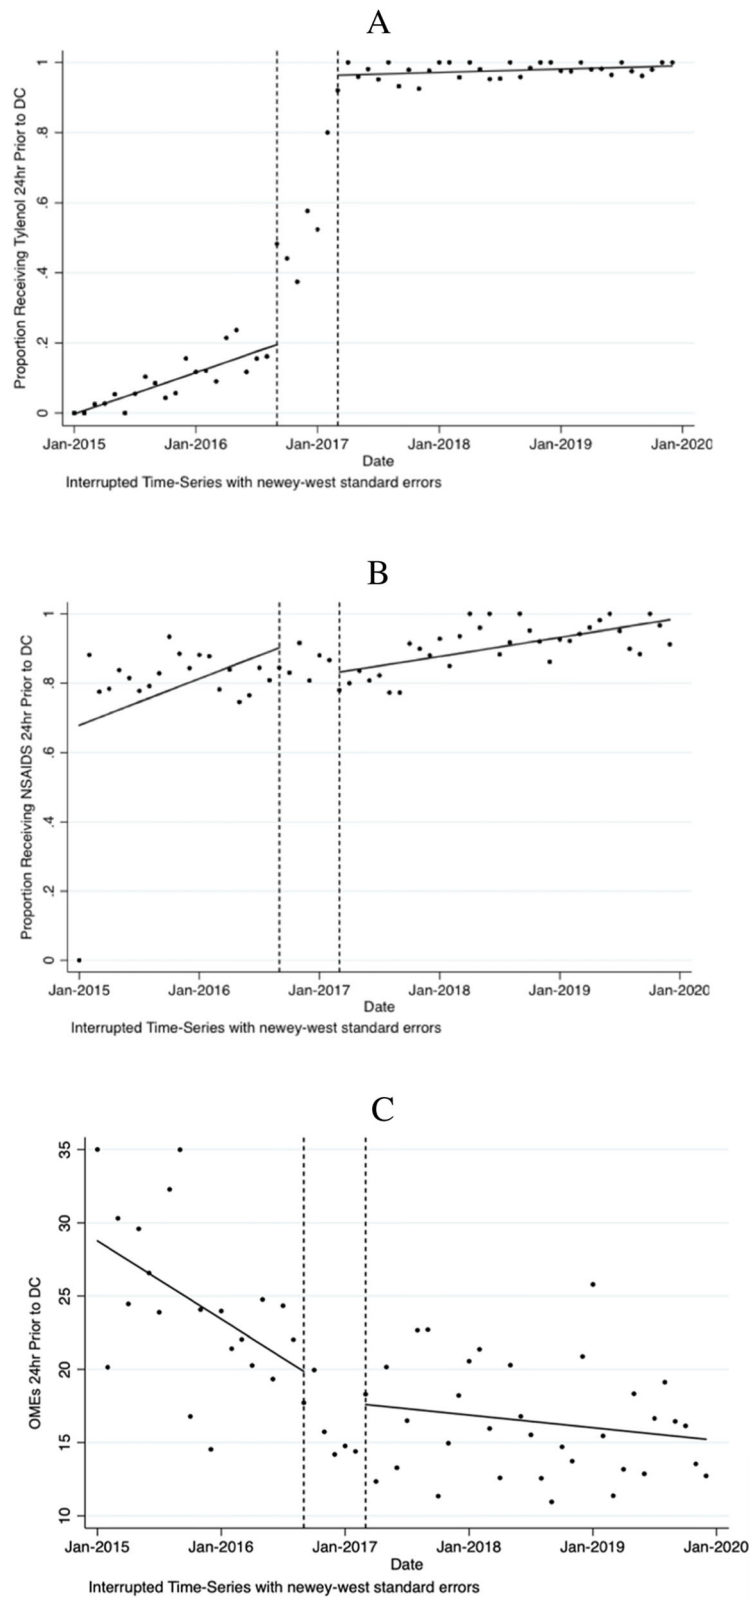 A
Proportion Receiving Tylenol 24hr Prior to DC
1
.8
.6
.4
.2
0
Jan-2015 Jan-2016 Jan-2017 Jan-2018 Jan-2019 Jan-2020
Date
Interrupted Time-Series with newey-west standard errors
B
Proportion Receiving NSAIDS 24hr Prior to DC
1
.8
.6
.4
.2
0
Jan-2015 Jan-2016 Jan-2017 Jan-2018 Jan-2019 Jan-2020
Date
Interrupted Time-Series with newey-west standard errors
C
OMEs 24hr Prior to DC
35
30
25
20
15
10
Jan-2015 Jan-2016 Jan-2017 Jan-2018 Jan-2019 Jan-2020
Date
Interrupted Time-Series with newey-west standard errors